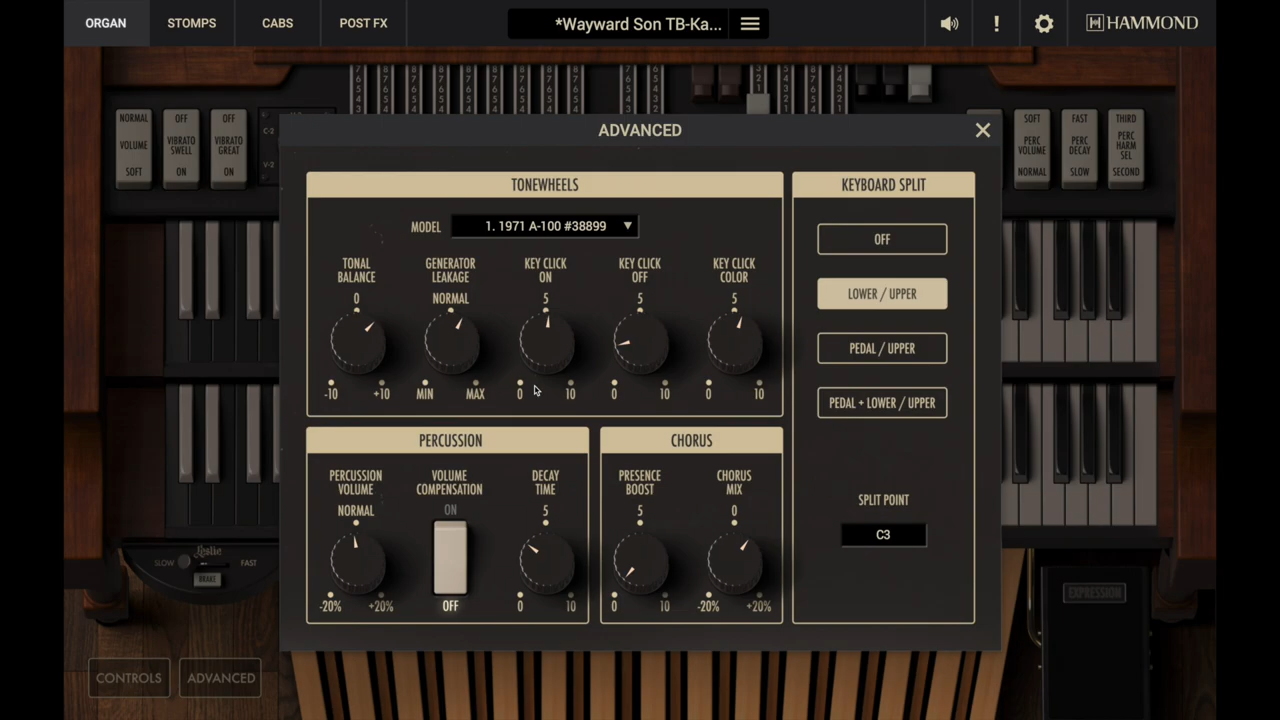 ORGAN
STOMPS
CABS
POST FX
*Wayward Son TB-Ka...
!
HAMMOND
NORMAL
VOLUME
SOFT
OFF
VIBRATO
SWELL
ON
OFF
VIBRATO
GREAT
ON
C-2
V-2
SOFT
PERC
VOLUME
NORMAL
FAST
PERC
DECAY
SLOW
THIRD
PERC
HARM
SEL
SECOND
ADVANCED
TONEWHEELS
MODEL
1. 1971 A-100 #38899
TONAL
BALANCE
0
-10
+10
GENERATOR
LEAKAGE
NORMAL
MIN
MAX
KEY CLICK
ON
5
0
10
KEY CLICK
OFF
5
0
10
KEY CLICK
COLOR
5
0
10
KEYBOARD SPLIT
OFF
LOWER / UPPER
PEDAL / UPPER
PEDAL + LOWER / UPPER
SPLIT POINT
C3
PERCUSSION
PERCUSSION
VOLUME
NORMAL
-20%
+20%
VOLUME
COMPENSATION
ON
OFF
DECAY
TIME
5
0
10
CHORUS
PRESENCE
BOOST
5
0
10
CHORUS
MIX
0
-20%
+20%
Leslie
SLOW
FAST
BRAKE
EXPRESSION
CONTROLS
ADVANCED